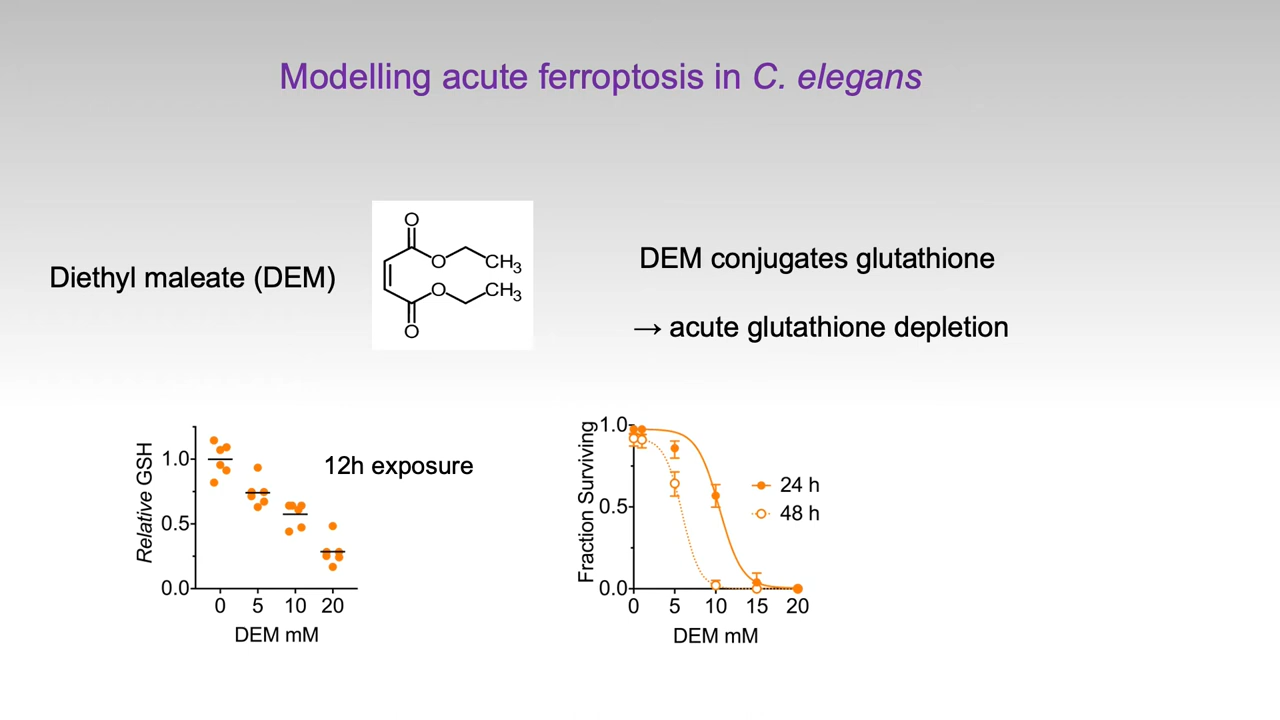 Modelling acute ferroptosis in C. elegans
Diethyl maleate (DEM)
O
O
CH3
O
CH3
O
DEM conjugates glutathione
→ acute glutathione depletion
Relative GSH
1.0
0.5
0.0
0 5 10 20
DEM mM
12h exposure
Fraction Surviving
1.0
0.5
0.0
0 5 10 15 20
DEM mM
24 h
48 h